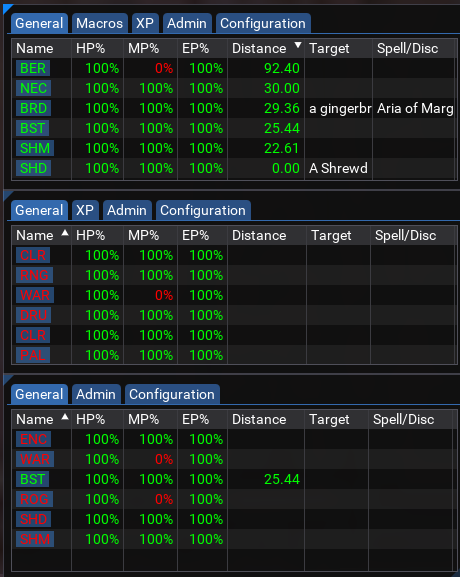 General Macros XP Admin Configuration
Name HP% MP% EP% Distance Target Spell/Disc
BER 100% 0% 100% 92.40
NEC 100% 100% 100% 30.00
BRD 100% 100% 100% 29.36 a gingerbr Aria of Marg
BST 100% 100% 100% 25.44
SHM 100% 100% 100% 22.61
SHD 100% 100% 100% 0.00 A Shrewd
General XP Admin Configuration
Name HP% MP% EP% Distance Target Spell/Disc
CLR 100% 100% 100%
100% 100% 100%
WAR 100% 0% 100%
DRU 100% 100% 100%
CLR 100% 100% 100%
PAL 100% 100% 100%
General Admin Configuration
Name HP% MP% EP% Distance Target Spell/Disc
ENC 100% 100% 100%
WAR 100% 0% 100%
BST 100% 100% 100% 25.44
ROG 100% 0% 100%
SHD 100% 100% 100%
SHM 100% 100% 100%